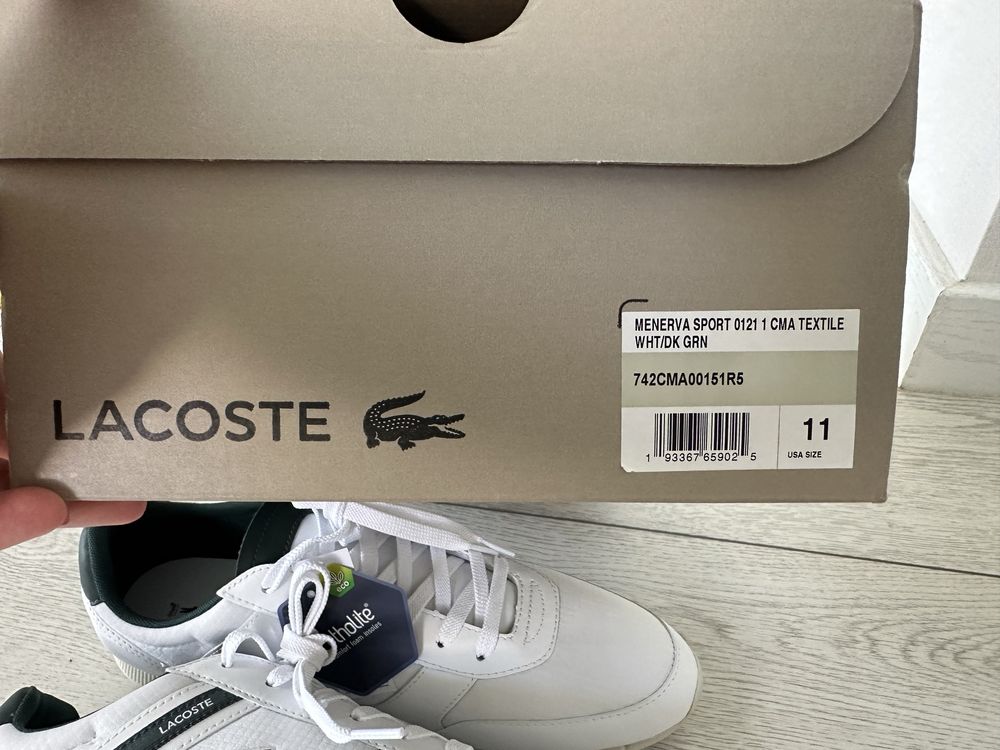 MENERVA SPORT 0121 1 CMA TEXTILE
WHT/DK GRN
742CMA00151R5
LACOSTE
1 93367 65902 5
11
USA SIZE
eco
LACOSTE